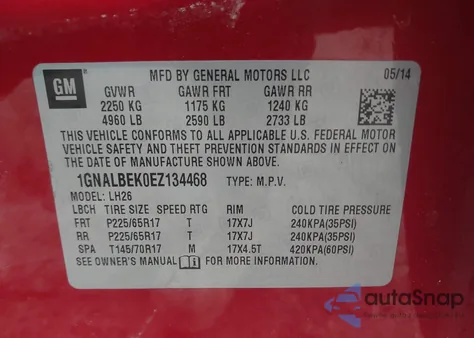 GM
MFD BY GENERAL MOTORS LLC 05/14
GVWR GAWR FRT GAWR RR
2250 KG 1175 KG 1240 KG
4960 LB 2590 LB 2733 LB
THIS VEHICLE CONFORMS TO ALL APPLICABLE U.S. FEDERAL MOTOR
VEHICLE SAFETY AND THEFT PREVENTION STANDARDS IN EFFECT ON
THE DATE OF MANUFACTURE SHOWN ABOVE.
1GNALBEK0EZ134468 TYPE: M.P.V.
MODEL: LH26
LBCH TIRE SIZE SPEED RTG RIM COLD TIRE PRESSURE
FRT P225/65R17 T 17X7J 240KPA(35PSI)
RR P225/65R17 T 17X7J 240KPA(35PSI)
SPA T145/70R17 M 17X4.5T 420KPA(60PSI)
SEE OWNER'S MANUAL FOR MORE INFORMATION.
autoSnap